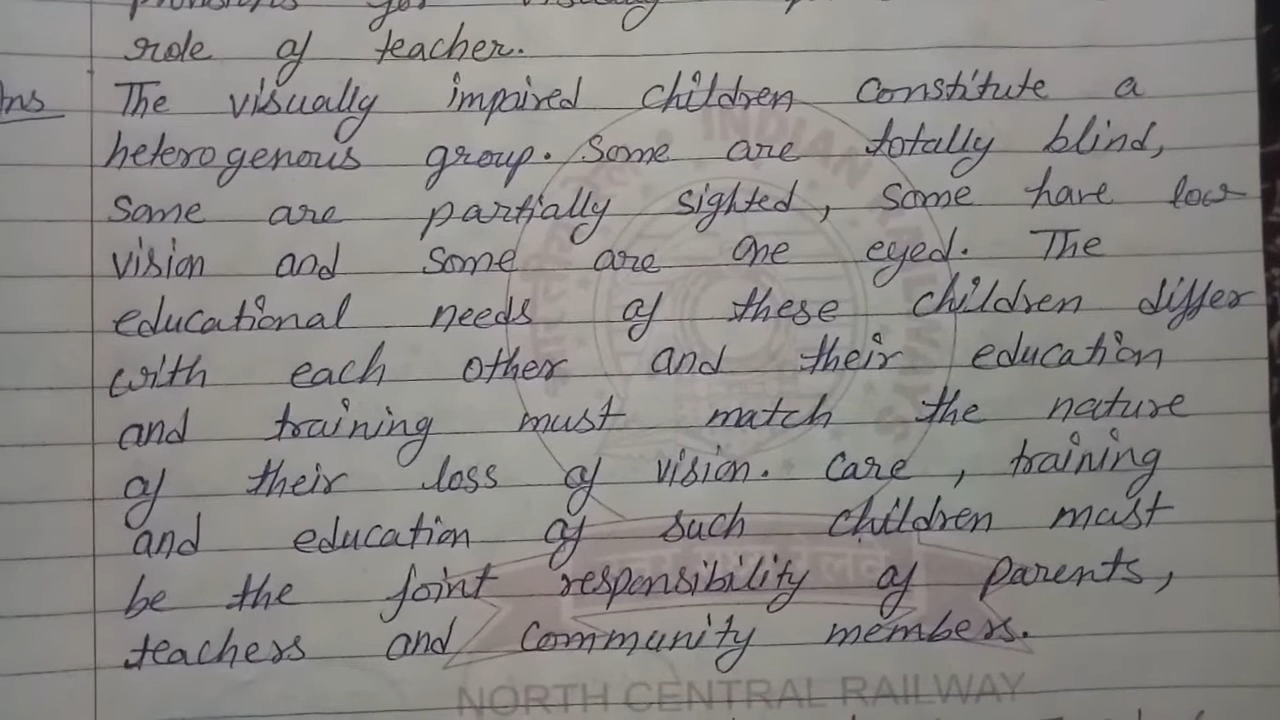 role of teacher.
Ans The visually impaired children constitute a
heterogenous group. Some are totally blind,
some are partially sighted, some have low
vision and some are one eyed. The
educational needs of these children differ
with each other and their education
and training must match the nature
of their loss of vision. Care, training
and education of such children must
be the joint responsibility of parents,
teachers and community members.
INDIAN RAILWAYS
NORTH CENTRAL RAILWAY